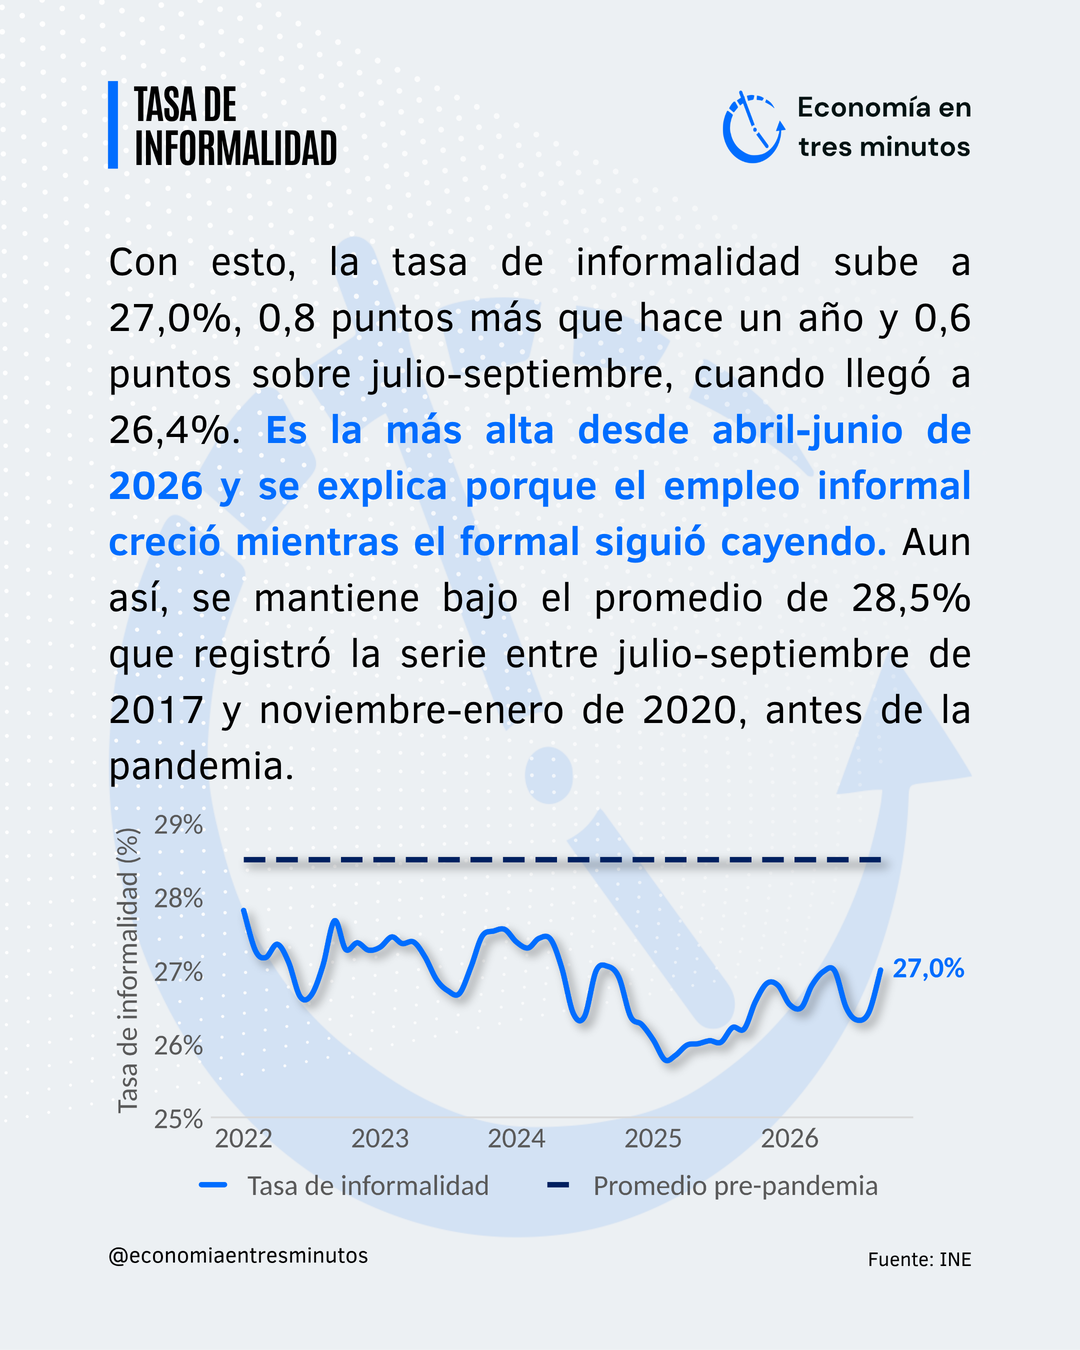 TASA DE
INFORMALIDAD
Economía en
tres minutos
Con esto, la tasa de informalidad sube a
27,0%, 0,8 puntos más que hace un año y 0,6
puntos sobre julio-septiembre, cuando llegó a
26,4%. Es la más alta desde abril-junio de
2026 y se explica porque el empleo informal
creció mientras el formal siguió cayendo. Aun
así, se mantiene bajo el promedio de 28,5%
que registró la serie entre julio-septiembre de
2017 y noviembre-enero de 2020, antes de la
pandemia.
Tasa de informalidad (%)
29%
28%
27%
26%
25%
27,0%
2022 2023 2024 2025 2026
Tasa de informalidad Promedio pre-pandemia
@economiaentresminutos
Fuente: INE